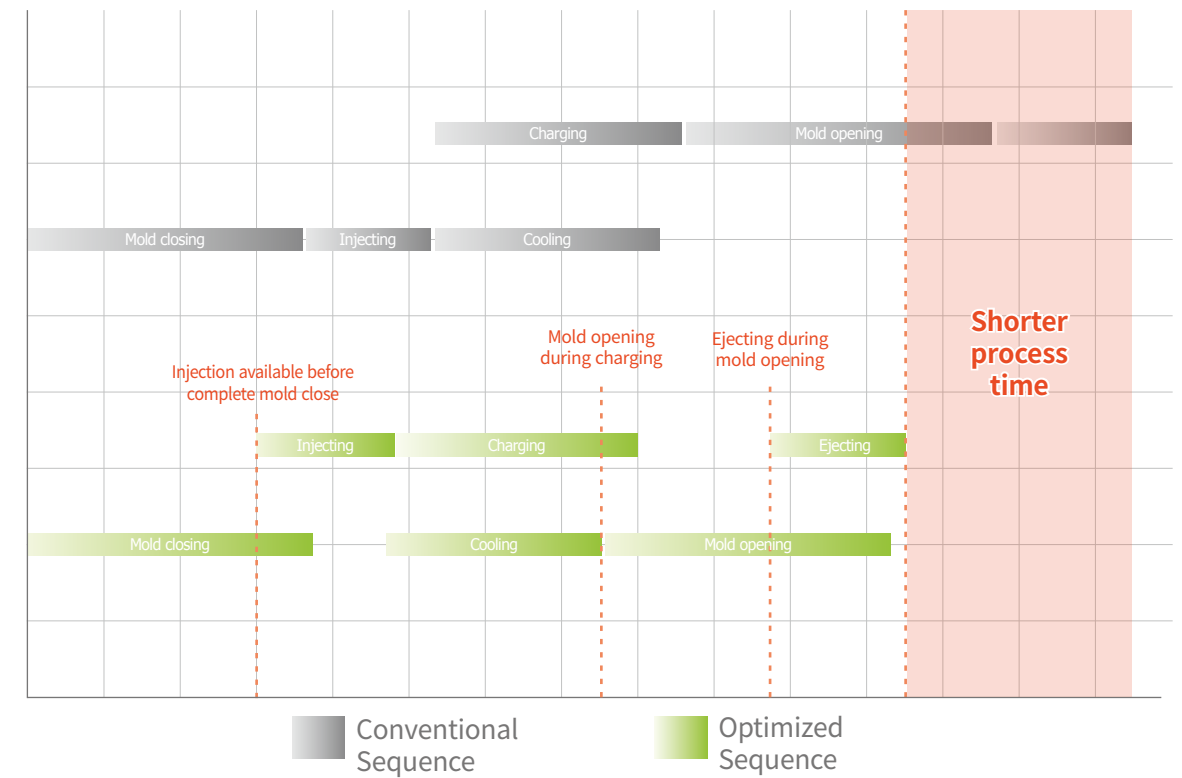 Charging
Mold opening
Mold closing
Injecting
Cooling
Shorter
process
time
Mold opening
during charging
Ejecting during
mold opening
Injection available before
complete mold close
Injecting
Charging
Ejecting
Mold closing
Cooling
Mold opening
Conventional
Sequence
Optimized
Sequence